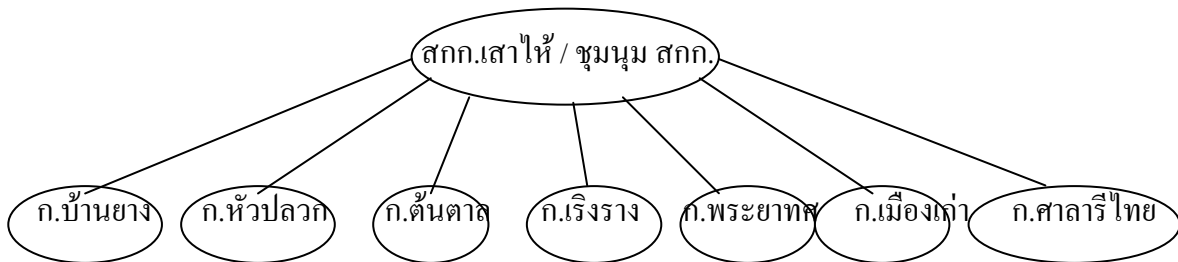 สกก.เสาไห้ / ชุมนุม สกก.
ก.บ้านยาง ก.หัวปลวก ก.ต้นตาล ก.เริงราง ก.พระยาทศ ก.เมืองเก่า ก.ศาลารีไทย